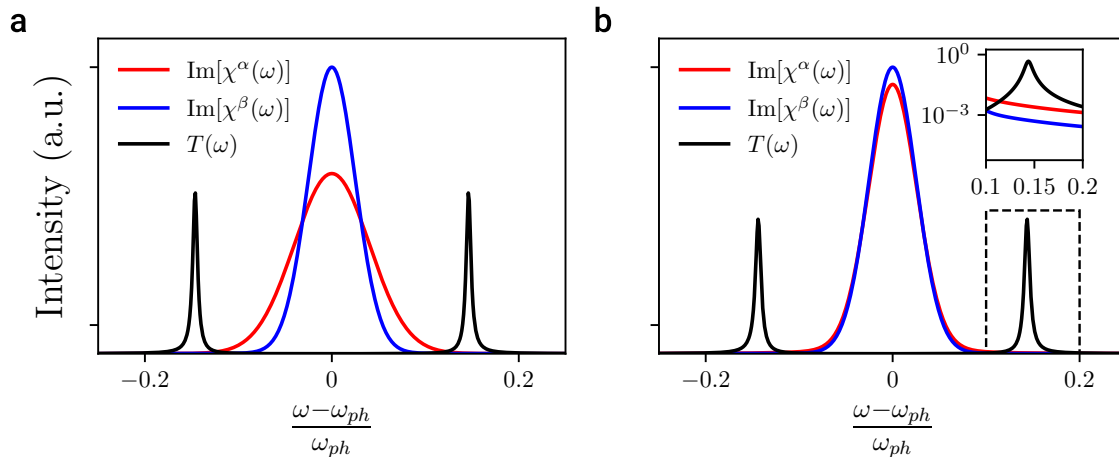 a
Intensity (a.u.)
Im[χ^α(ω)]
Im[χ^β(ω)]
T(ω)
−0.2 0 0.2
ω−ω_ph
ω_ph
b
Im[χ^α(ω)]
Im[χ^β(ω)]
T(ω)
10^0
10^−3
0.1 0.15 0.2
−0.2 0 0.2
ω−ω_ph
ω_ph